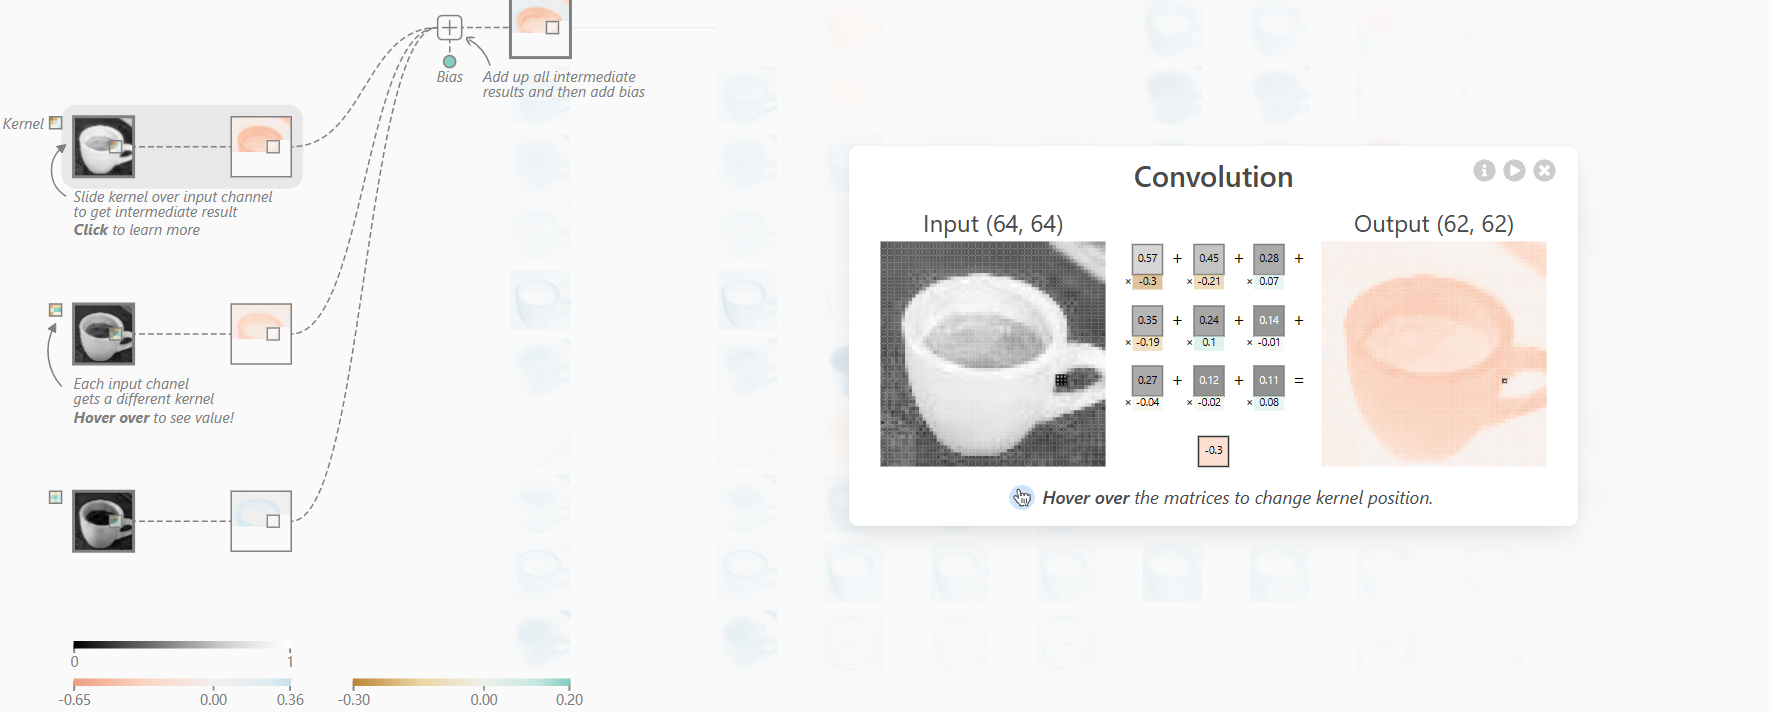 Bias
Add up all intermediate
results and then add bias
Kernel
Slide kernel over input channel
to get intermediate result
Click to learn more
Each input chanel
gets a different kernel
Hover over to see value!
0 1
-0.65 0.00 0.36
-0.30 0.00 0.20
Convolution
Input (64, 64)
Output (62, 62)
0.57 + 0.45 + 0.28 +
× -0.3 × -0.21 × 0.07
0.35 + 0.24 + 0.14 +
× -0.19 × 0.1 × -0.01
0.27 + 0.12 + 0.11 =
× -0.04 × -0.02 × 0.08
-0.3
Hover over the matrices to change kernel position.